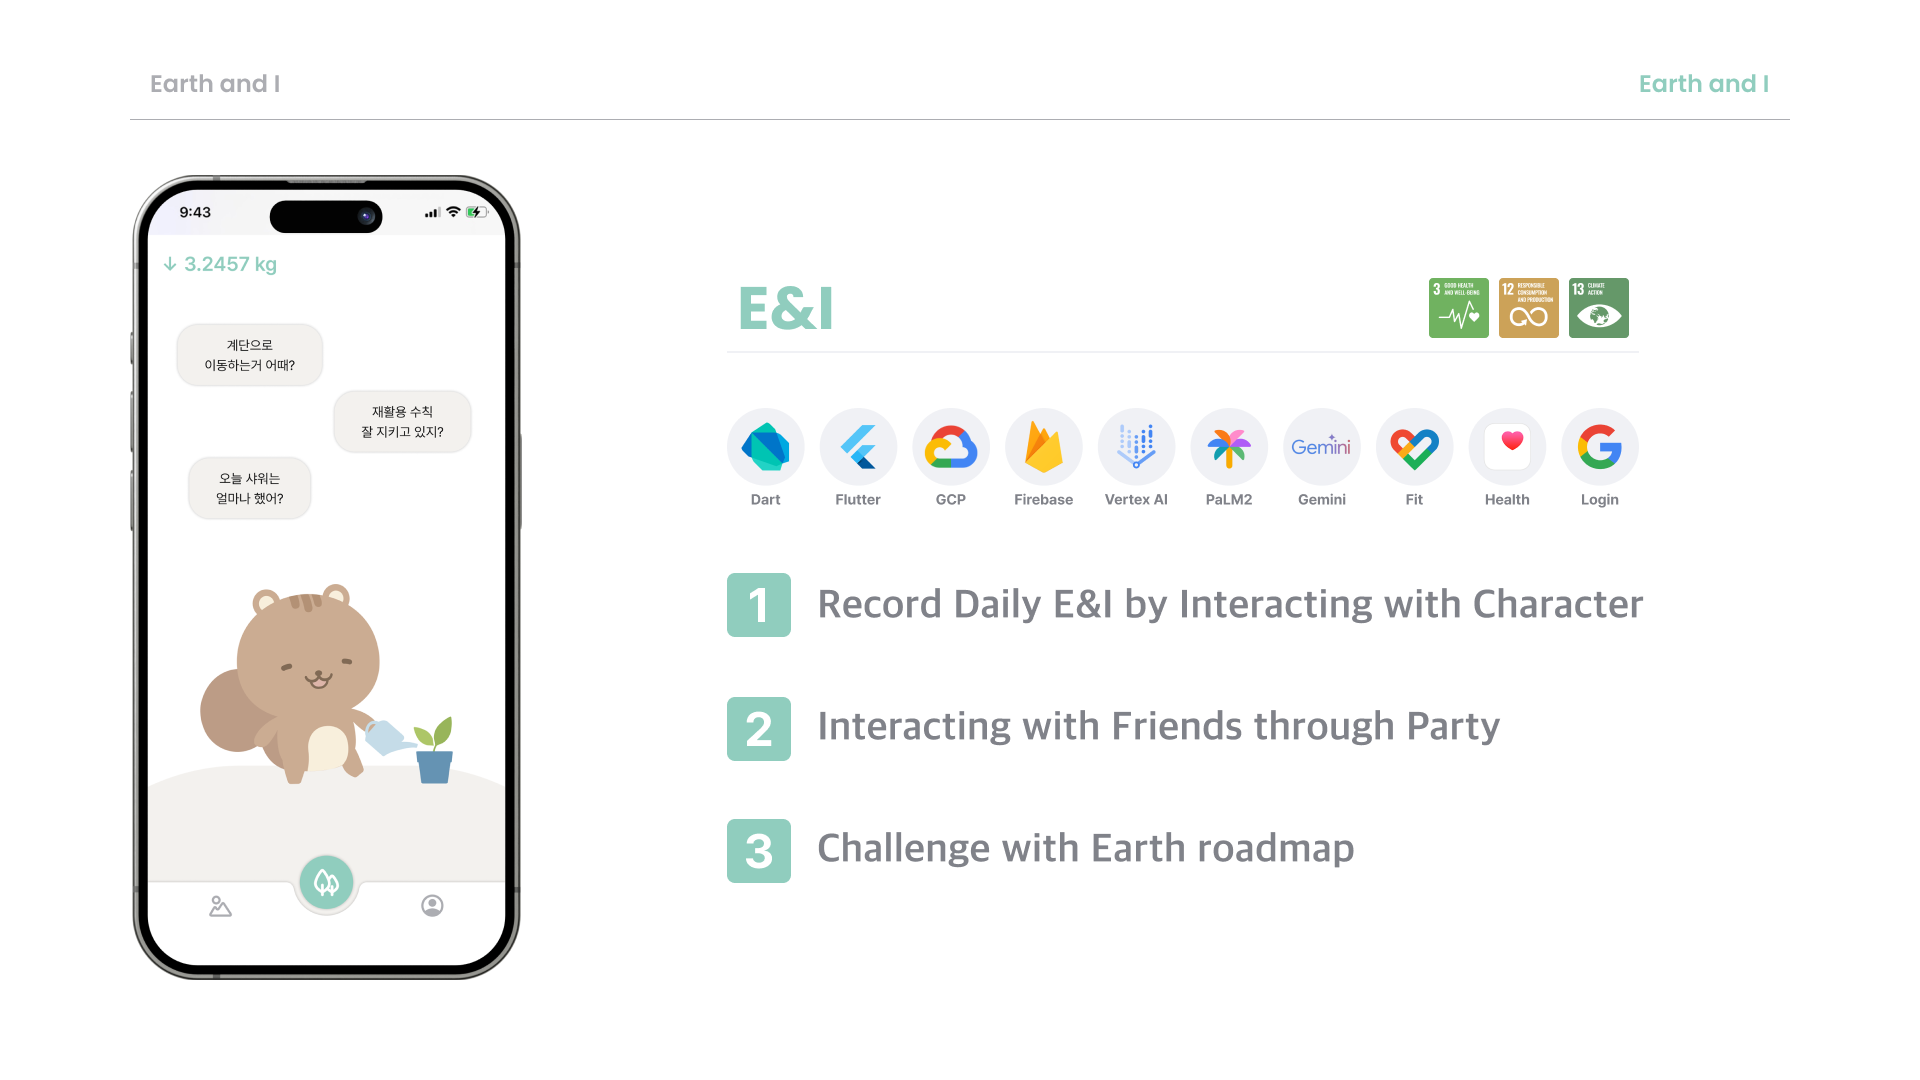 Earth and I
Earth and I
9:43
↓ 3.2457 kg
계단으로
이동하는거 어때?
재활용 수칙
잘 지키고 있지?
오늘 샤워는
얼마나 했어?
E&I
3 GOOD HEALTH
AND WELL-BEING
12 RESPONSIBLE
CONSUMPTION
AND PRODUCTION
13 CLIMATE
ACTION
Gemini
Dart
Flutter
GCP
Firebase
Vertex AI
PaLM2
Gemini
Fit
Health
Login
1 Record Daily E&I by Interacting with Character
2 Interacting with Friends through Party
3 Challenge with Earth roadmap